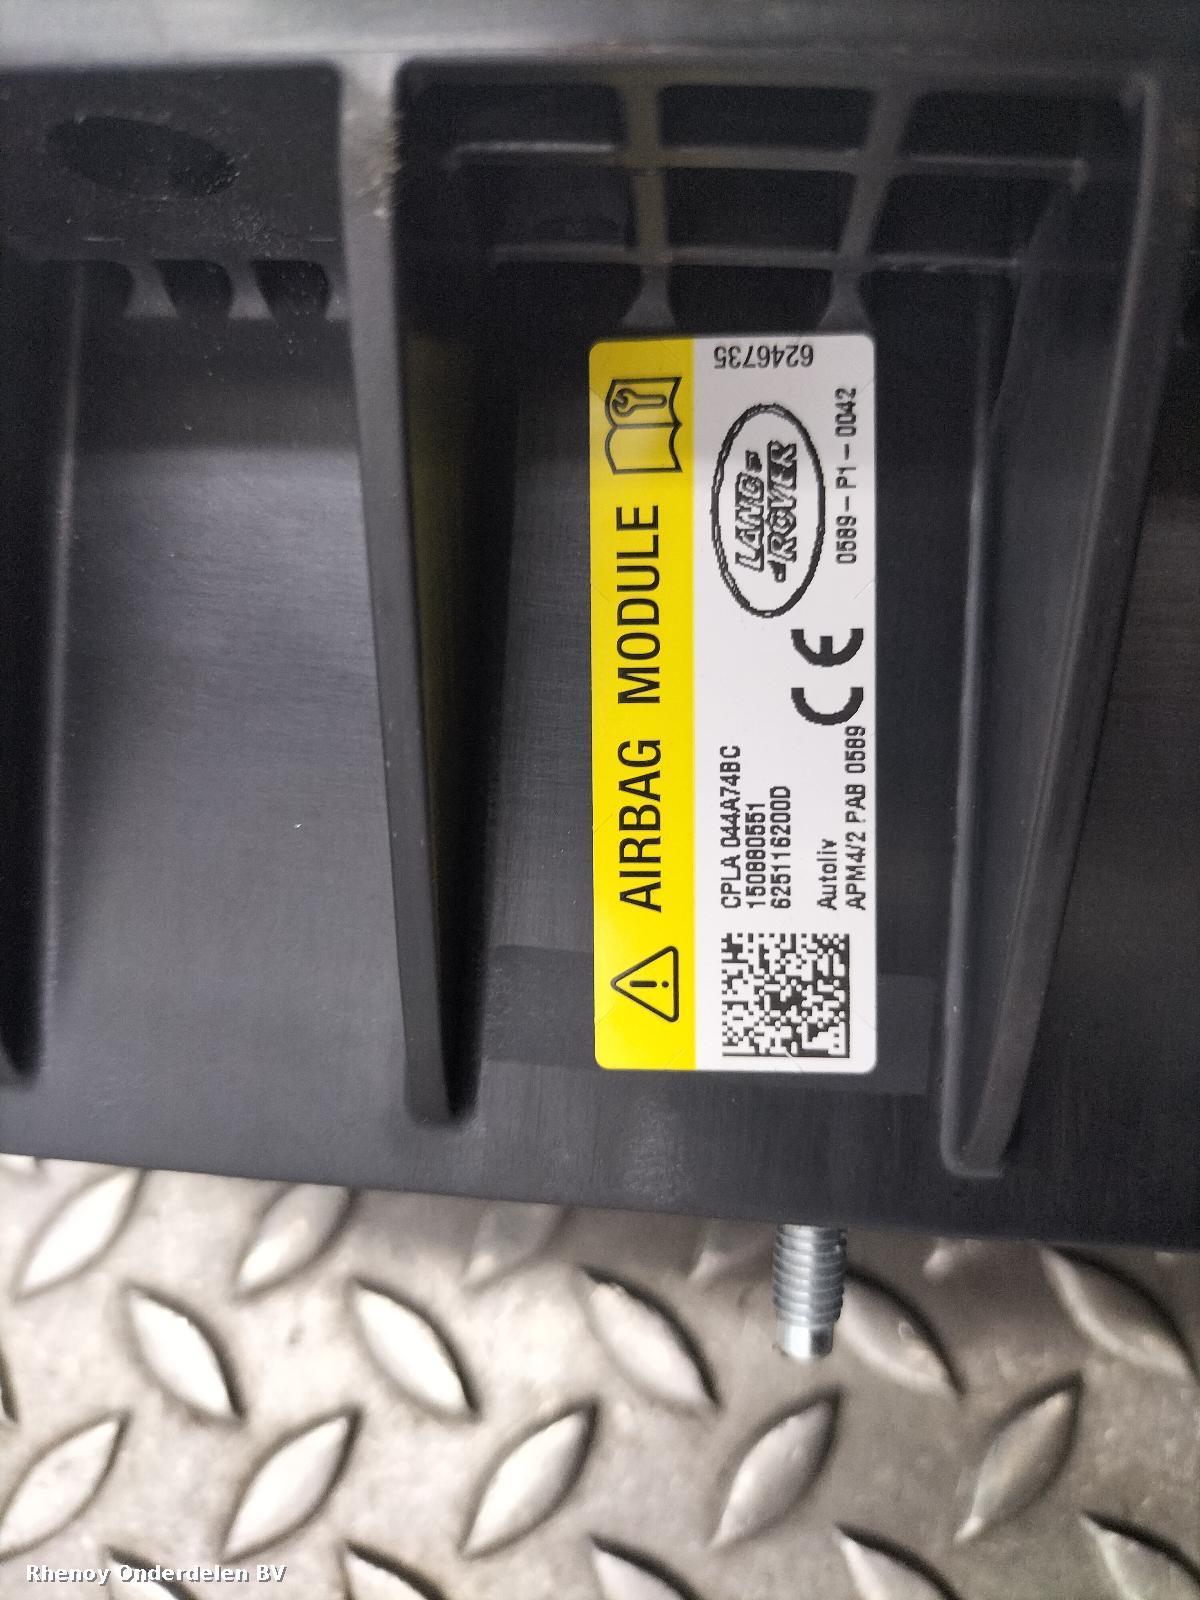 AIRBAG MODULE
6246735
LAND ROVER
CPLA 044A74BC
150880551
625116200D
Autoliv
APM4/2 PAB 0589
CE
0589-P1-0042
Rhenoy Onderdelen BV